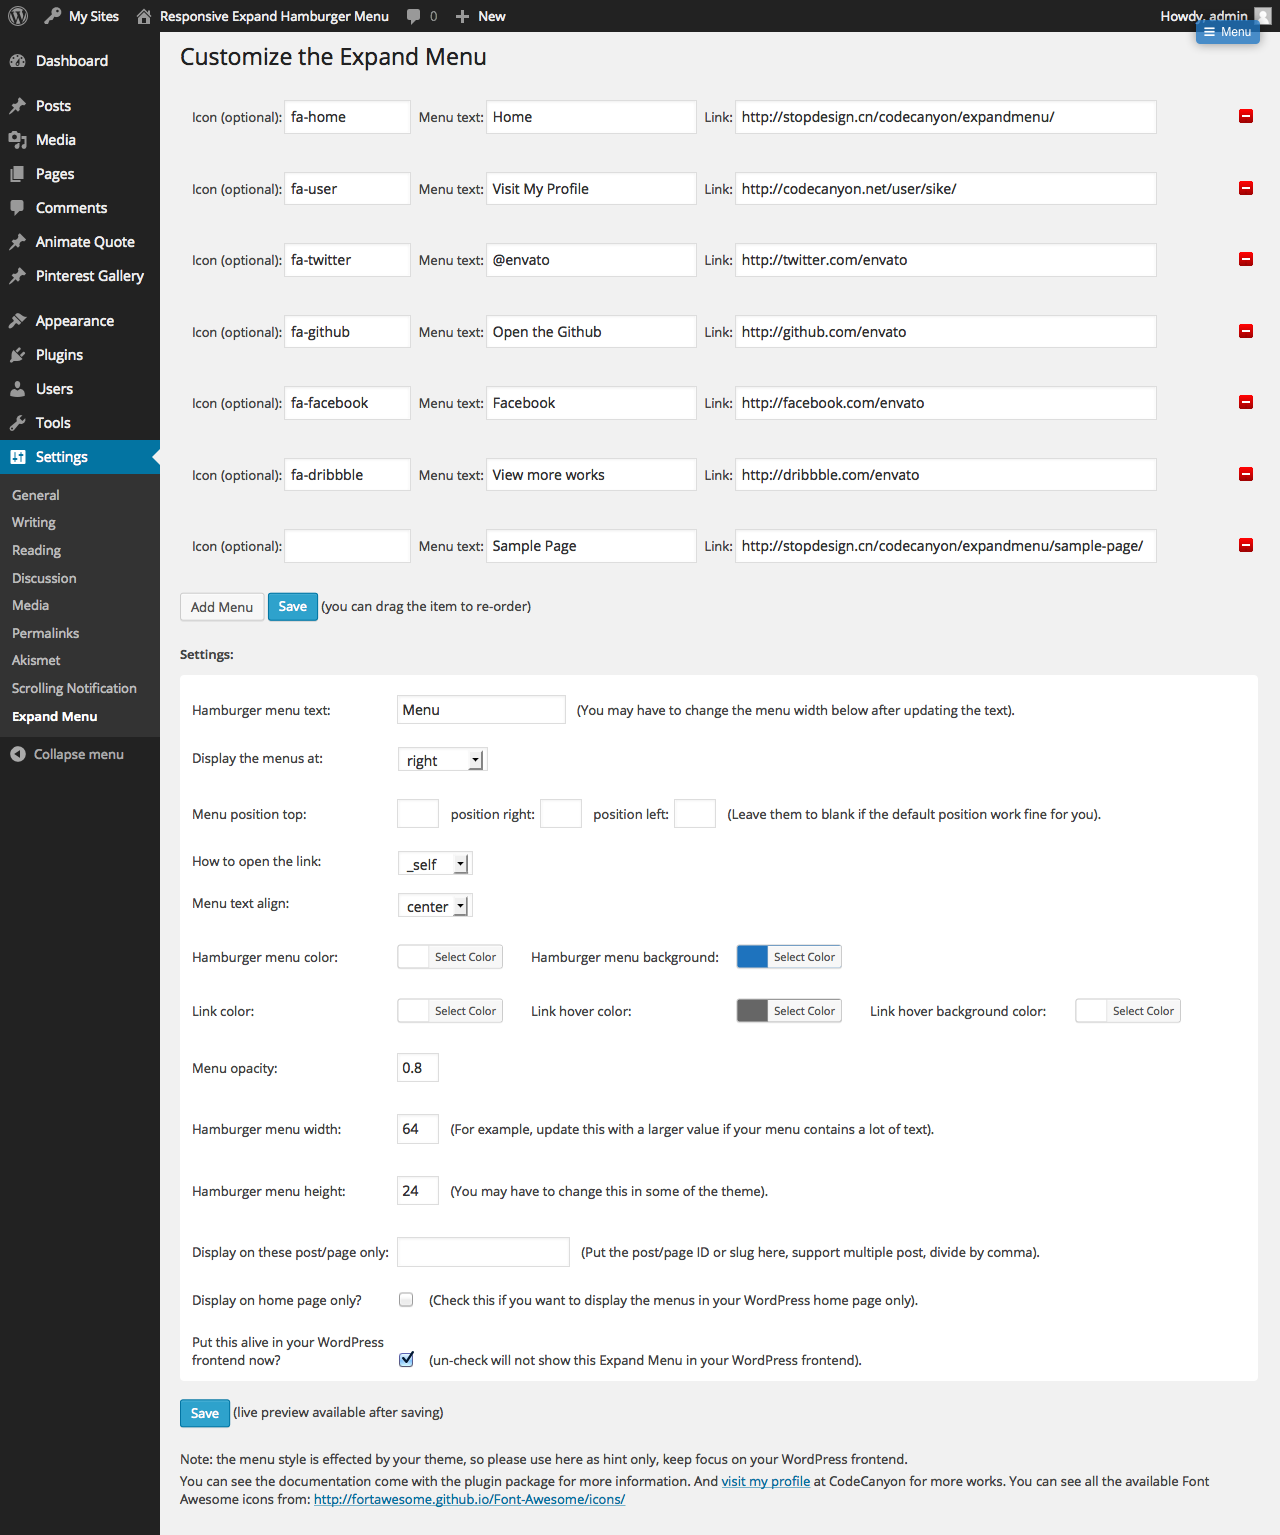 My Sites Responsive Expand Hamburger Menu 0 New Howdy, admin
Menu
Dashboard
Posts
Media
Pages
Comments
Animate Quote
Pinterest Gallery
Appearance
Plugins
Users
Tools
Settings
General
Writing
Reading
Discussion
Media
Permalinks
Akismet
Scrolling Notification
Expand Menu
Collapse menu
Customize the Expand Menu
Icon (optional): fa-home Menu text: Home Link: http://stopdesign.cn/codecanyon/expandmenu/
Icon (optional): fa-user Menu text: Visit My Profile Link: http://codecanyon.net/user/sike/
Icon (optional): fa-twitter Menu text: @envato Link: http://twitter.com/envato
Icon (optional): fa-github Menu text: Open the Github Link: http://github.com/envato
Icon (optional): fa-facebook Menu text: Facebook Link: http://facebook.com/envato
Icon (optional): fa-dribbble Menu text: View more works Link: http://dribbble.com/envato
Icon (optional): Menu text: Sample Page Link: http://stopdesign.cn/codecanyon/expandmenu/sample-page/
Add Menu Save (you can drag the item to re-order)
Settings:
Hamburger menu text: Menu (You may have to change the menu width below after updating the text).
Display the menus at: right
Menu position top: position right: position left: (Leave them to blank if the default position work fine for you).
How to open the link: _self
Menu text align: center
Hamburger menu color: Select Color Hamburger menu background: Select Color
Link color: Select Color Link hover color: Select Color Link hover background color: Select Color
Menu opacity: 0.8
Hamburger menu width: 64 (For example, update this with a larger value if your menu contains a lot of text).
Hamburger menu height: 24 (You may have to change this in some of the theme).
Display on these post/page only: (Put the post/page ID or slug here, support multiple post, divide by comma).
Display on home page only? (Check this if you want to display the menus in your WordPress home page only).
Put this alive in your WordPress
frontend now? (un-check will not show this Expand Menu in your WordPress frontend).
Save (live preview available after saving)
Note: the menu style is effected by your theme, so please use here as hint only, keep focus on your WordPress frontend.
You can see the documentation come with the plugin package for more information. And visit my profile at CodeCanyon for more works. You can see all the available Font
Awesome icons from: http://fortawesome.github.io/Font-Awesome/icons/